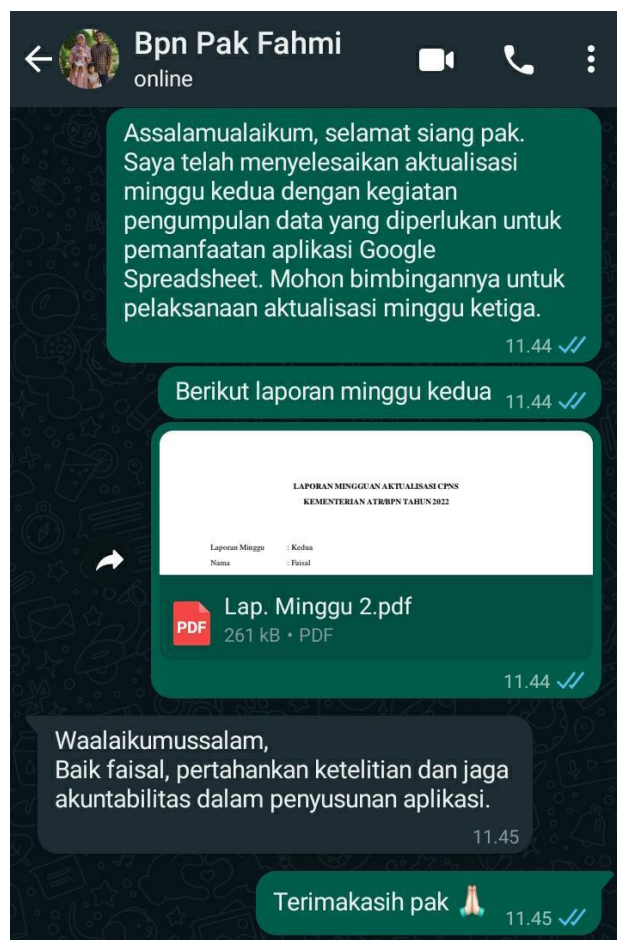 Bpn Pak Fahmi
online
Assalamualaikum, selamat siang pak.
Saya telah menyelesaikan aktualisasi
minggu kedua dengan kegiatan
pengumpulan data yang diperlukan untuk
pemanfaatan aplikasi Google
Spreadsheet. Mohon bimbingannya untuk
pelaksanaan aktualisasi minggu ketiga.
11.44
Berikut laporan minggu kedua 11.44
LAPORAN MINGGUAN AKTUALISASI CPNS
KEMENTERIAN ATR/BPN TAHUN 2022
Laporan Minggu : Kedua
Nama : Faisal
PDF
Lap. Minggu 2.pdf
261 kB • PDF
11.44
Waalaikumussalam,
Baik faisal, pertahankan ketelitian dan jaga
akuntabilitas dalam penyusunan aplikasi.
11.45
Terimakasih pak 🙏🏻 11.45